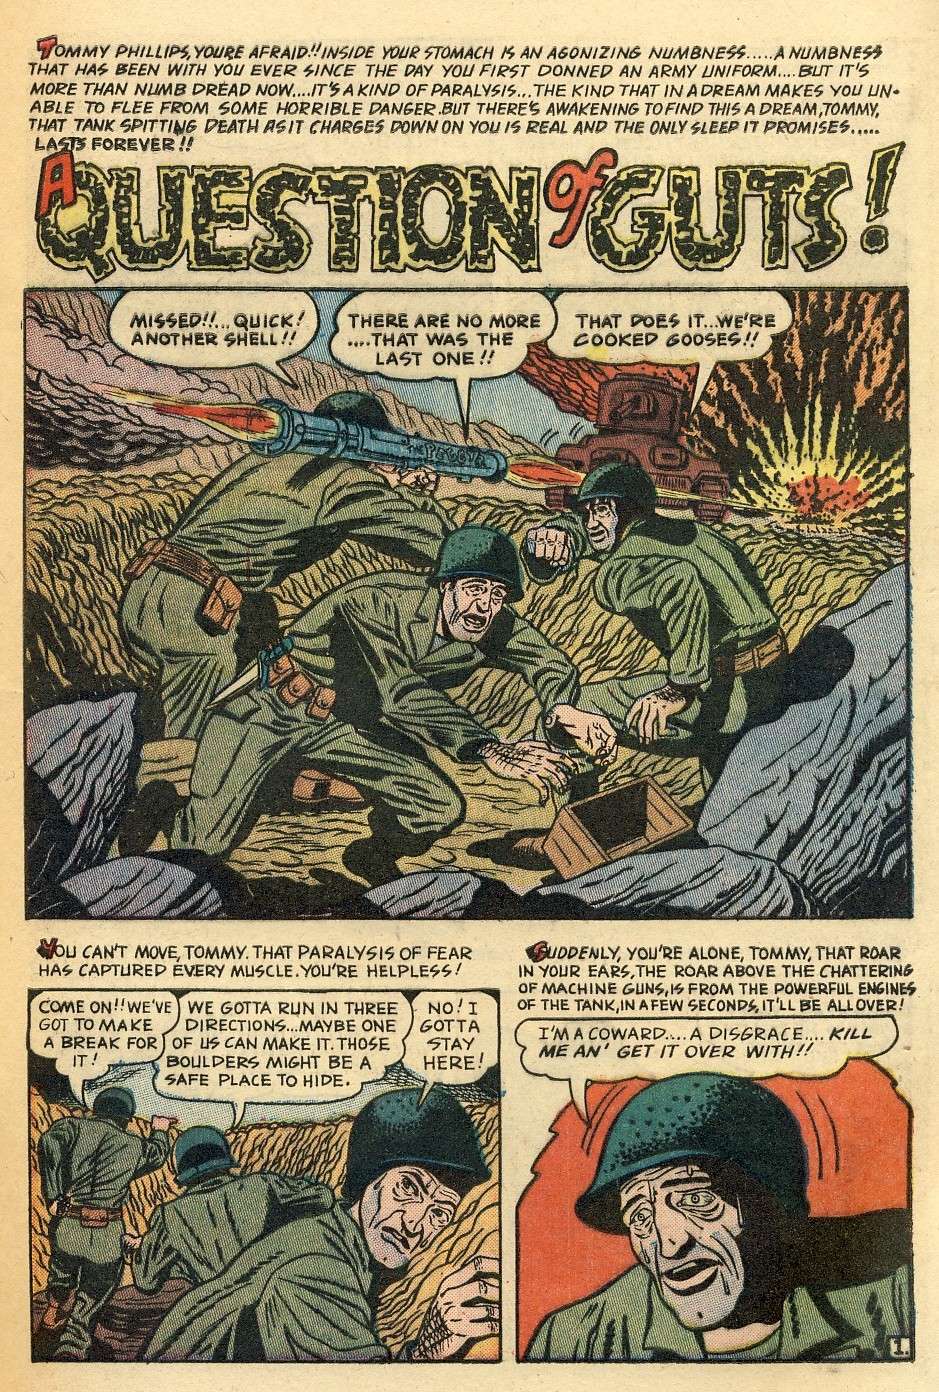 TOMMY PHILLIPS, YOU'RE AFRAID!! INSIDE YOUR STOMACH IS AN AGONIZING NUMBNESS.....A NUMBNESS
THAT HAS BEEN WITH YOU EVER SINCE THE DAY YOU FIRST DONNED AN ARMY UNIFORM....BUT IT'S
MORE THAN NUMB DREAD NOW....IT'S A KIND OF PARALYSIS...THE KIND THAT IN A DREAM MAKES YOU UN-
ABLE TO FLEE FROM SOME HORRIBLE DANGER. BUT THERE'S AWAKENING TO FIND THIS A DREAM, TOMMY,
THAT TANK SPITTING DEATH AS IT CHARGES DOWN ON YOU IS REAL AND THE ONLY SLEEP IT PROMISES.....
LASTS FOREVER!!
A QUESTION OF GUTS!
MISSED!!... QUICK!
ANOTHER SHELL!!
THERE ARE NO MORE
....THAT WAS THE
LAST ONE!!
THAT DOES IT...WE'RE
COOKED GOOSES!!
YOU CAN'T MOVE, TOMMY. THAT PARALYSIS OF FEAR
HAS CAPTURED EVERY MUSCLE. YOU'RE HELPLESS!
COME ON!! WE'VE
GOT TO MAKE
A BREAK FOR
IT!
WE GOTTA RUN IN THREE
DIRECTIONS...MAYBE ONE
OF US CAN MAKE IT. THOSE
BOULDERS MIGHT BE A
SAFE PLACE TO HIDE.
NO! I
GOTTA
STAY
HERE!
SUDDENLY, YOU'RE ALONE, TOMMY, THAT ROAR
IN YOUR EARS, THE ROAR ABOVE THE CHATTERING
OF MACHINE GUNS, IS FROM THE POWERFUL ENGINES
OF THE TANK, IN A FEW SECONDS, IT'LL BE ALL OVER!
I'M A COWARD.... A DISGRACE.... KILL
ME AN' GET IT OVER WITH!!
1.